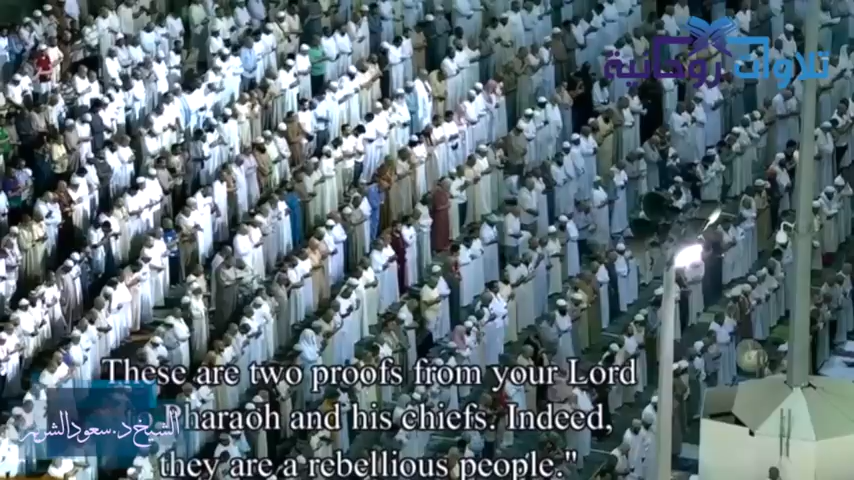 تلاوات روحانية
These are two proofs from your Lord
Pharaoh and his chiefs. Indeed,
الشيخ د. سعود الشريم
they are a rebellious people."